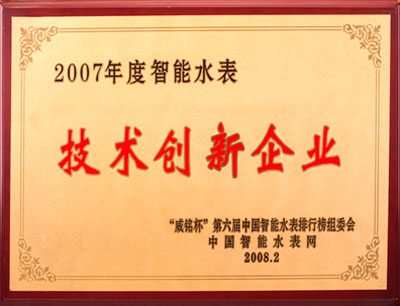 2007年度智能水表
技术创新企业
“威铭杯”第六届中国智能水表排行榜组委会
中国智能水表网
2008.2